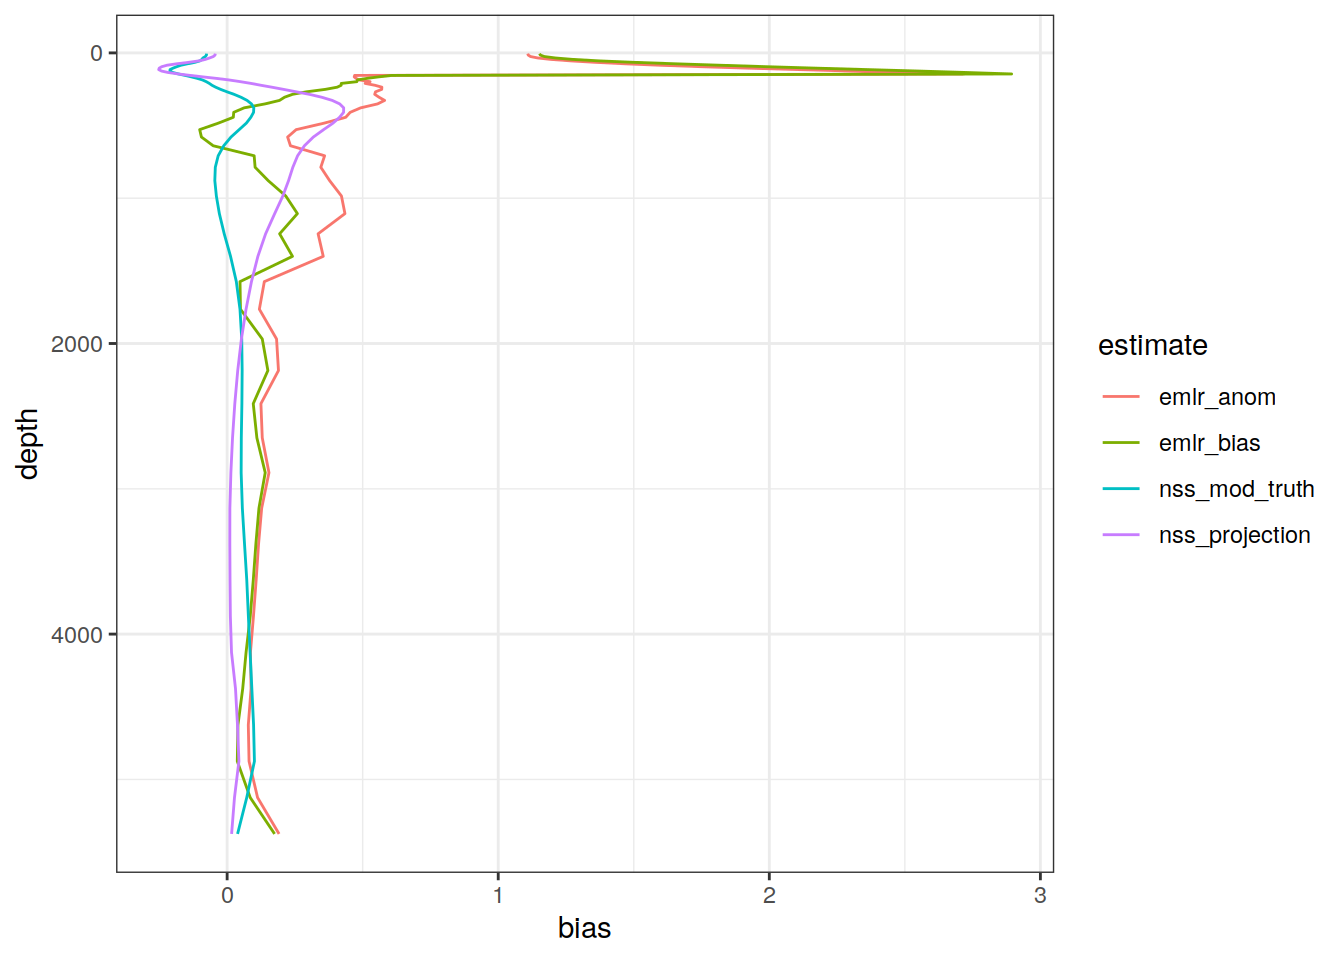 0
2000
4000
depth
0
1
2
3
bias
estimate
emlr_anom
emlr_bias
nss_mod_truth
nss_projection